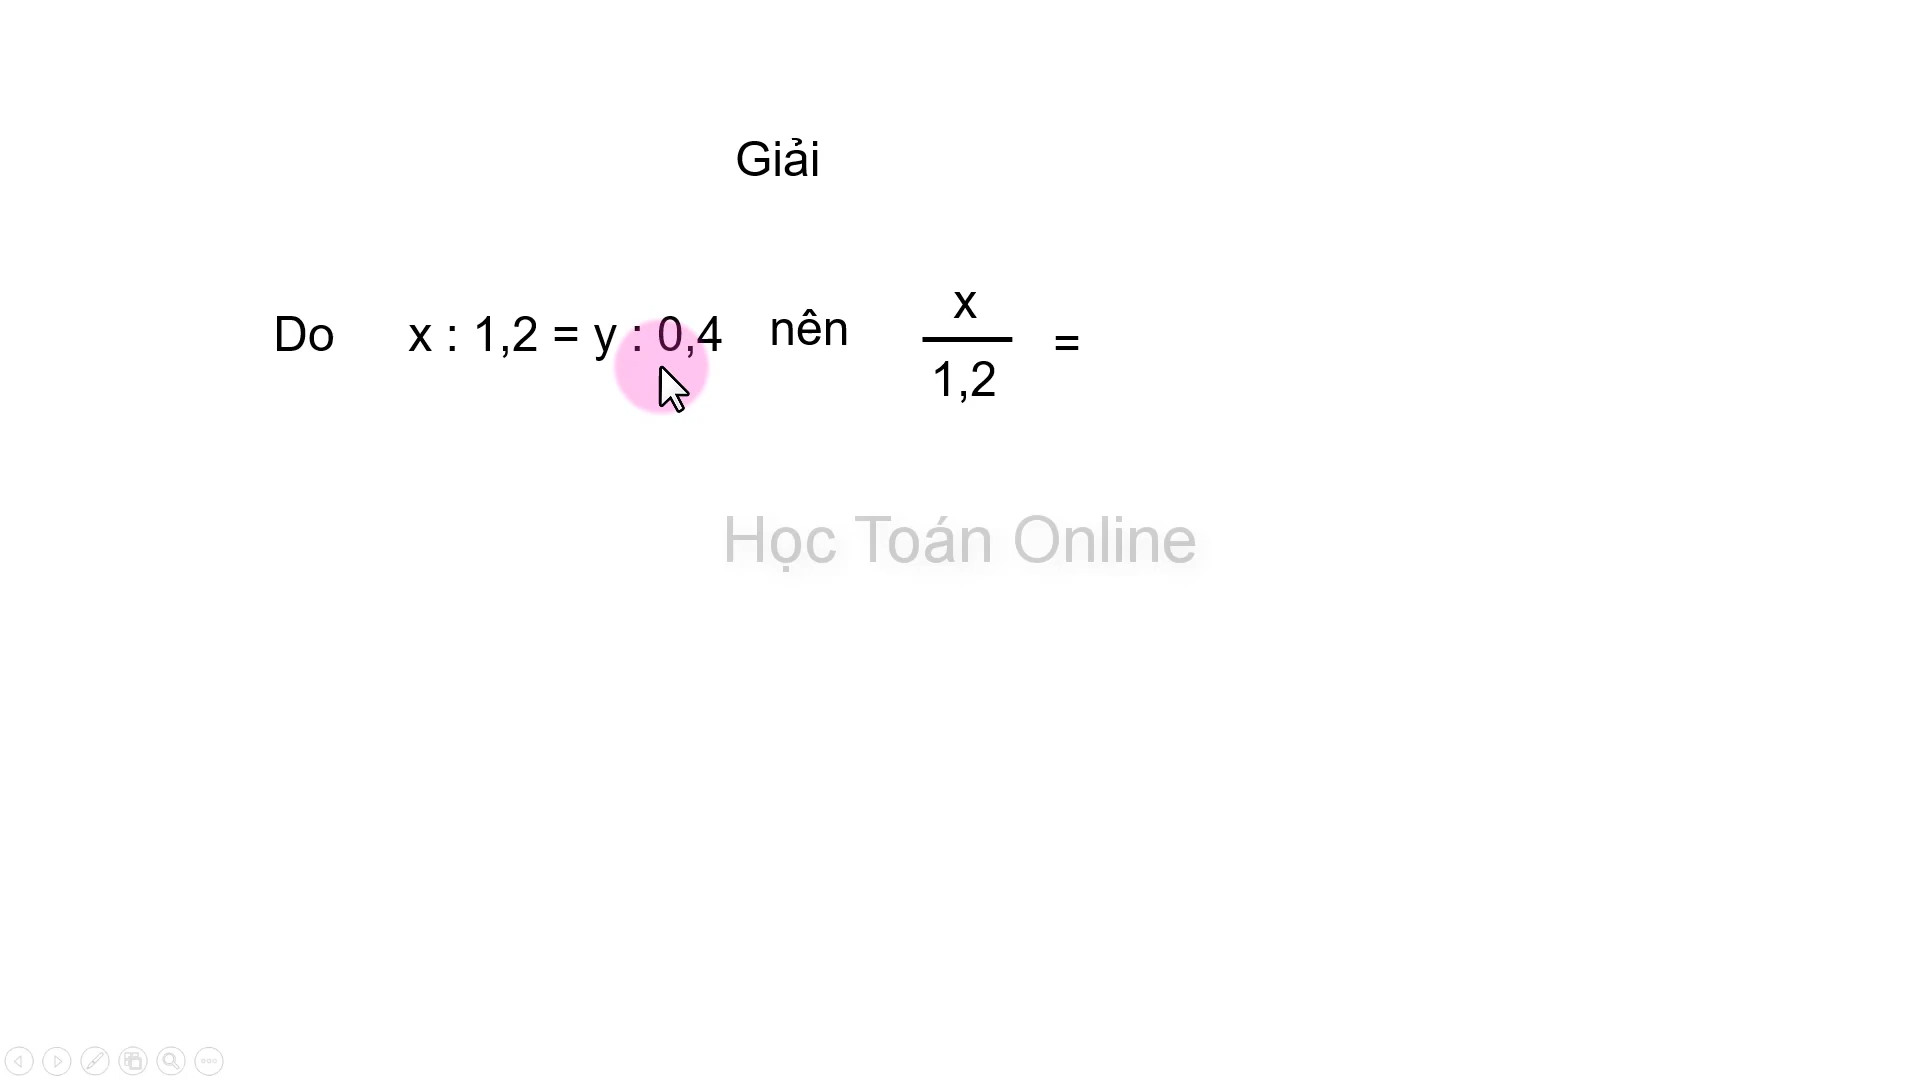 Giải
Do x : 1,2 = y : 0,4 nên x
=
1,2
Học Toán Online